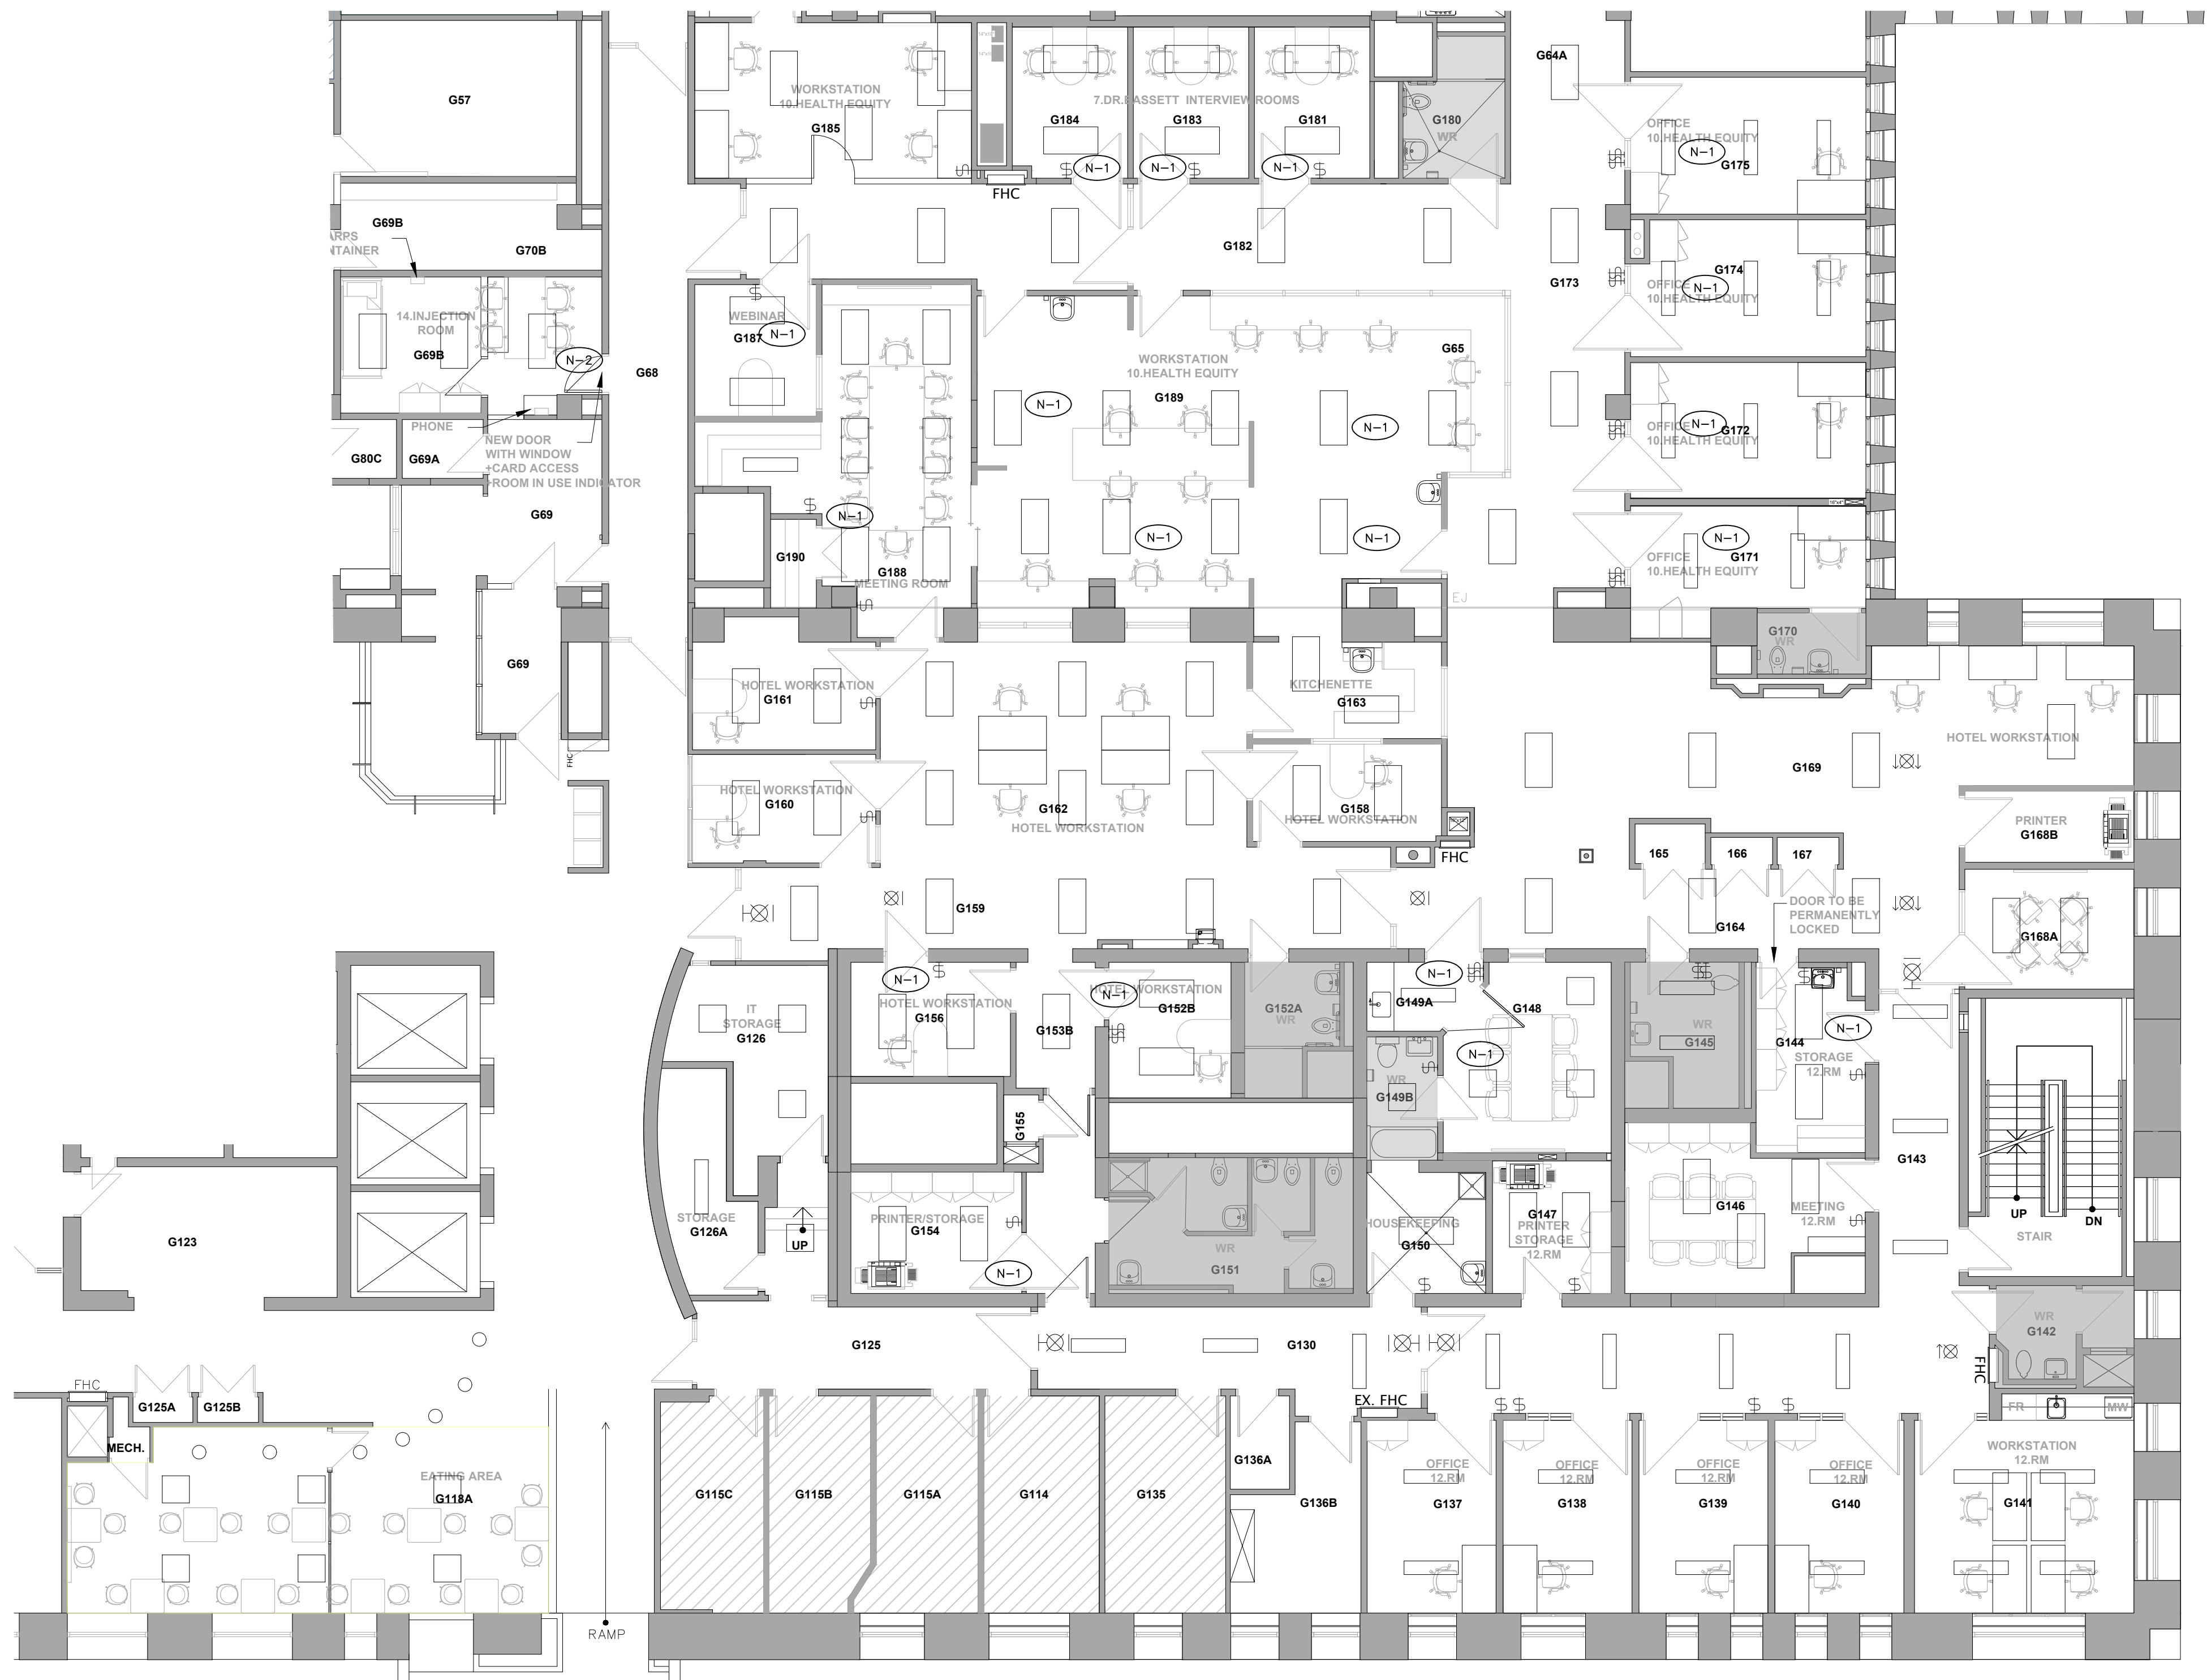 G57
WORKSTATION
10.HEALTH EQUITY
G185
7.DR.BASSETT INTERVIEW ROOMS
G184
G183
G181
G180
WR
G64A
OFFICE
10.HEALTH EQUITY
G175
N-1
N-1
N-1
N-1
FHC
G69B
NTAINER
G70B
G182
G173
G174
OFFICE
10.HEALTH EQUITY
N-1
14.INJECTION
ROOM
G69B
N-2
G68
WEBINAR
G187
N-1
WORKSTATION
10.HEALTH EQUITY
G189
G65
N-1
N-1
N-1
N-1
PHONE
NEW DOOR
WITH WINDOW
+CARD ACCESS
+ROOM IN USE INDICATOR
G80C
G69A
G69
OFFICE
10.HEALTH EQUITY
G172
N-1
N-1
G190
G188
MEETING ROOM
N-1
OFFICE
10.HEALTH EQUITY
G171
EJ
G170
WR
G69
FHC
HOTEL WORKSTATION
G161
KITCHENETTE
G163
HOTEL WORKSTATION
G169
HOTEL WORKSTATION
G160
G162
HOTEL WORKSTATION
G158
HOTEL WORKSTATION
FHC
PRINTER
G168B
165
166
167
DOOR TO BE
PERMANENTLY
LOCKED
G164
G159
G168A
N-1
HOTEL WORKSTATION
G156
IT
STORAGE
G126
G153B
N-1
HOTEL WORKSTATION
G152B
G152A
WR
N-1
G149A
G148
N-1
WR
G149B
WR
G145
G144
N-1
STORAGE
12.RM
G155
G143
STORAGE
G126A
UP
PRINTER/STORAGE
G154
N-1
WR
G151
HOUSEKEEPING
G150
G147
PRINTER
STORAGE
12.RM
G146
MEETING
12.RM
UP
DN
STAIR
G123
WR
G142
FHC
G125
G130
FHC
G125A
G125B
MECH.
EX. FHC
FR
MW
EATING AREA
G118A
G115C
G115B
G115A
G114
G135
G136A
G136B
OFFICE
12.RM
G137
OFFICE
12.RM
G138
OFFICE
12.RM
G139
OFFICE
12.RM
G140
WORKSTATION
12.RM
G141
RAMP